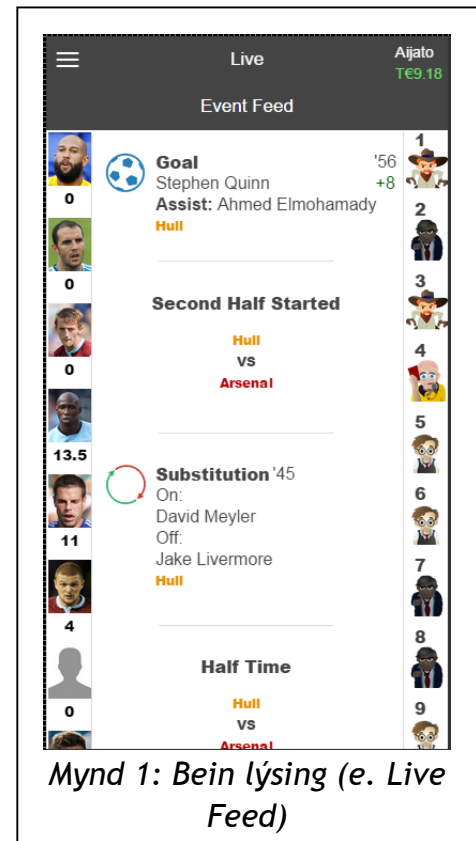 Live
Aijato
T€9.18
Event Feed
0
0
0
13.5
11
4
0
Goal '56
Stephen Quinn +8
Assist: Ahmed Elmohamady
Hull
Second Half Started
Hull
vs
Arsenal
Substitution '45
On:
David Meyler
Off:
Jake Livermore
Hull
Half Time
Hull
vs
Arsenal
1
2
3
4
5
6
7
8
9
Mynd 1: Bein lýsing (e. Live
Feed)